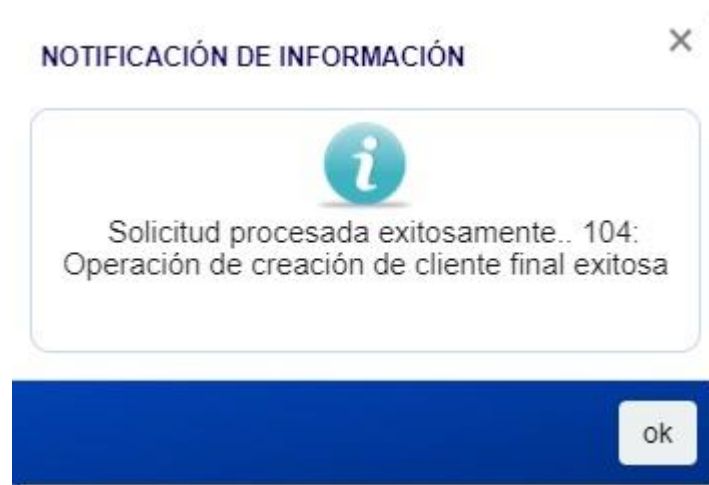 NOTIFICACIÓN DE INFORMACIÓN
×
i
Solicitud procesada exitosamente.. 104:
Operación de creación de cliente final exitosa
ok